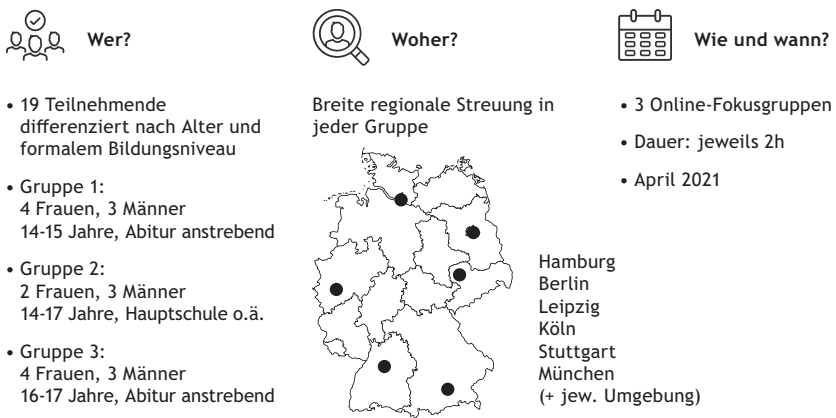 Wer?
• 19 Teilnehmende
differenziert nach Alter und
formalem Bildungsniveau
• Gruppe 1:
4 Frauen, 3 Männer
14-15 Jahre, Abitur anstrebend
• Gruppe 2:
2 Frauen, 3 Männer
14-17 Jahre, Hauptschule o.ä.
• Gruppe 3:
4 Frauen, 3 Männer
16-17 Jahre, Abitur anstrebend
Woher?
Breite regionale Streuung in
jeder Gruppe
Hamburg
Berlin
Leipzig
Köln
Stuttgart
München
(+ jew. Umgebung)
Wie und wann?
• 3 Online-Fokusgruppen
• Dauer: jeweils 2h
• April 2021